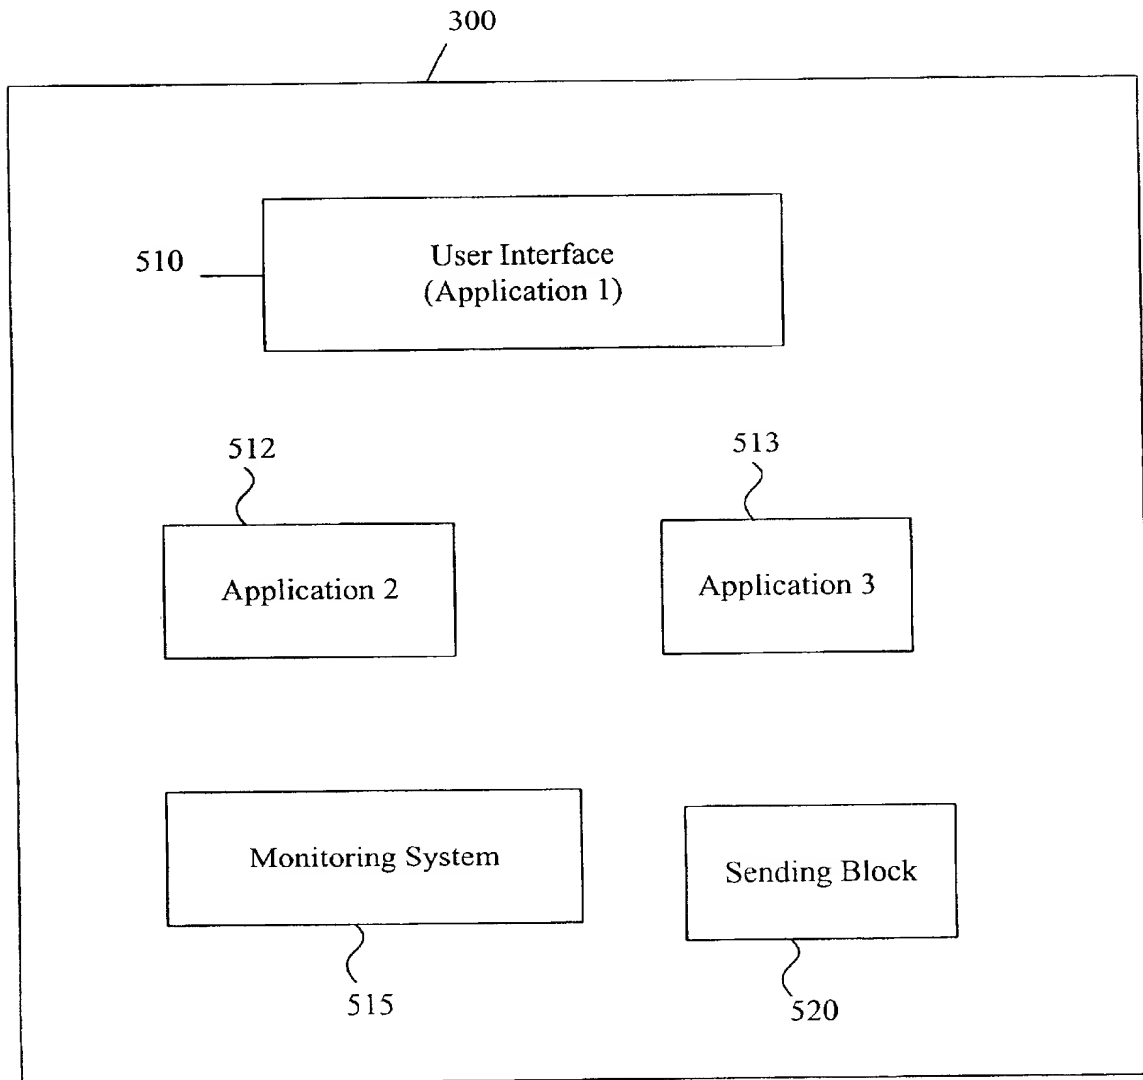 300
510
User Interface
(Application 1)
512
513
Application 2
Application 3
Monitoring System
Sending Block
515
520